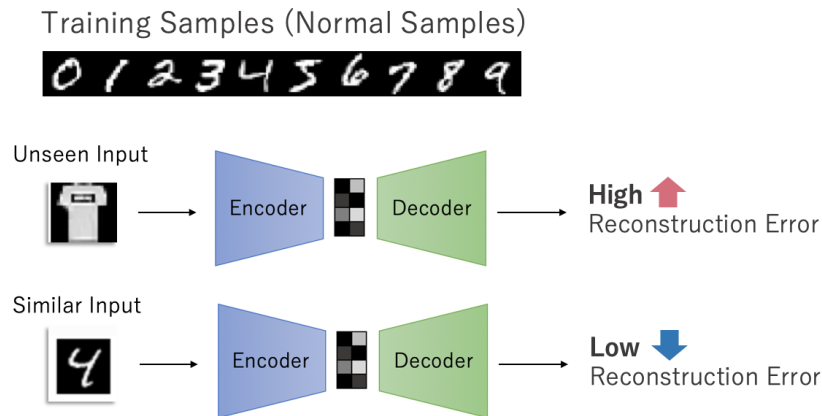 Training Samples (Normal Samples)
0 1 2 3 4 5 6 7 8 9
Unseen Input
Encoder
Decoder
High
Reconstruction Error
Similar Input
4
Encoder
Decoder
Low
Reconstruction Error